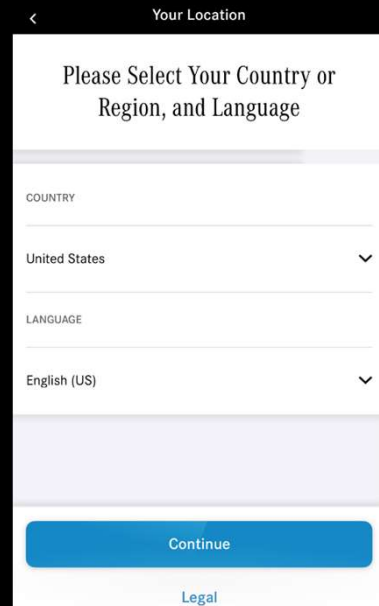 Your Location
Please Select Your Country or
Region, and Language
COUNTRY
United States
LANGUAGE
English (US)
Continue
Legal